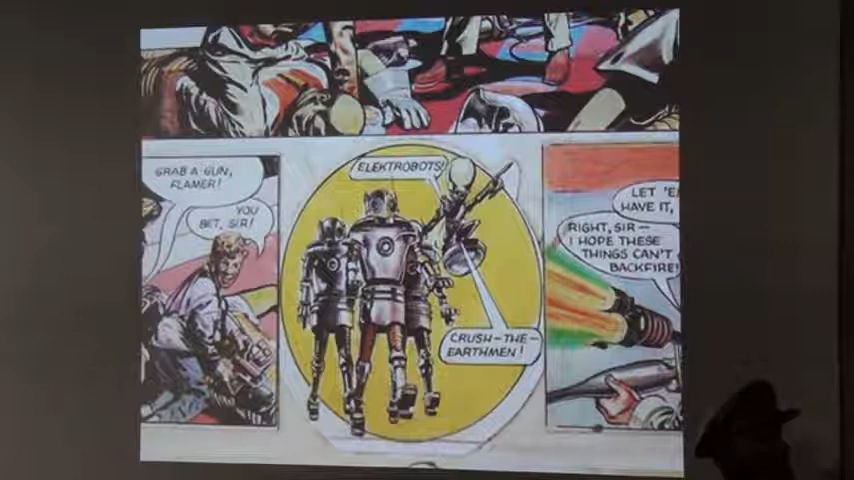 GRAB A GUN,
FLAMER!
YOU
BET, SIR!
ELEKTROBOTS!
CRUSH-THE-
EARTHMEN!
LET 'E
HAVE IT,
RIGHT, SIR—
I HOPE THESE
THINGS CAN'T
BACKFIRE!